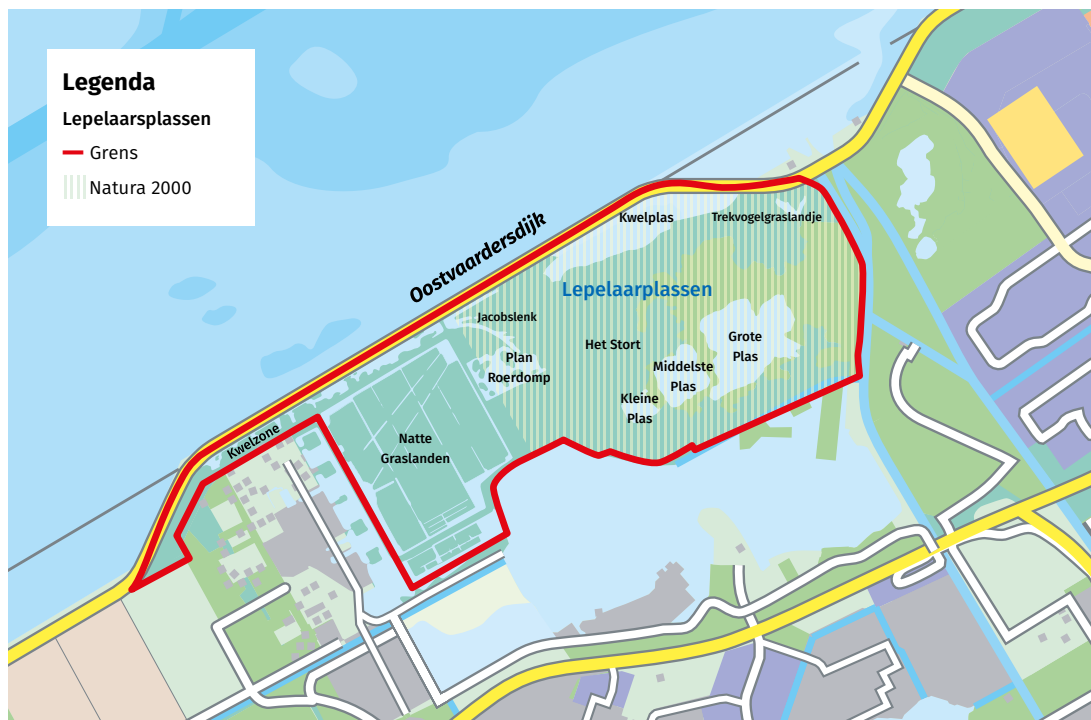 Legenda
Lepelaarsplassen
Grens
Natura 2000
Oostvaardersdijk
Kwelplas
Trekvogelgraslandje
Lepelaarplassen
Jacobslenk
Het Stort
Grote
Plas
Plan
Roerdomp
Middelste
Plas
Kleine
Plas
Kwelzone
Natte
Graslanden